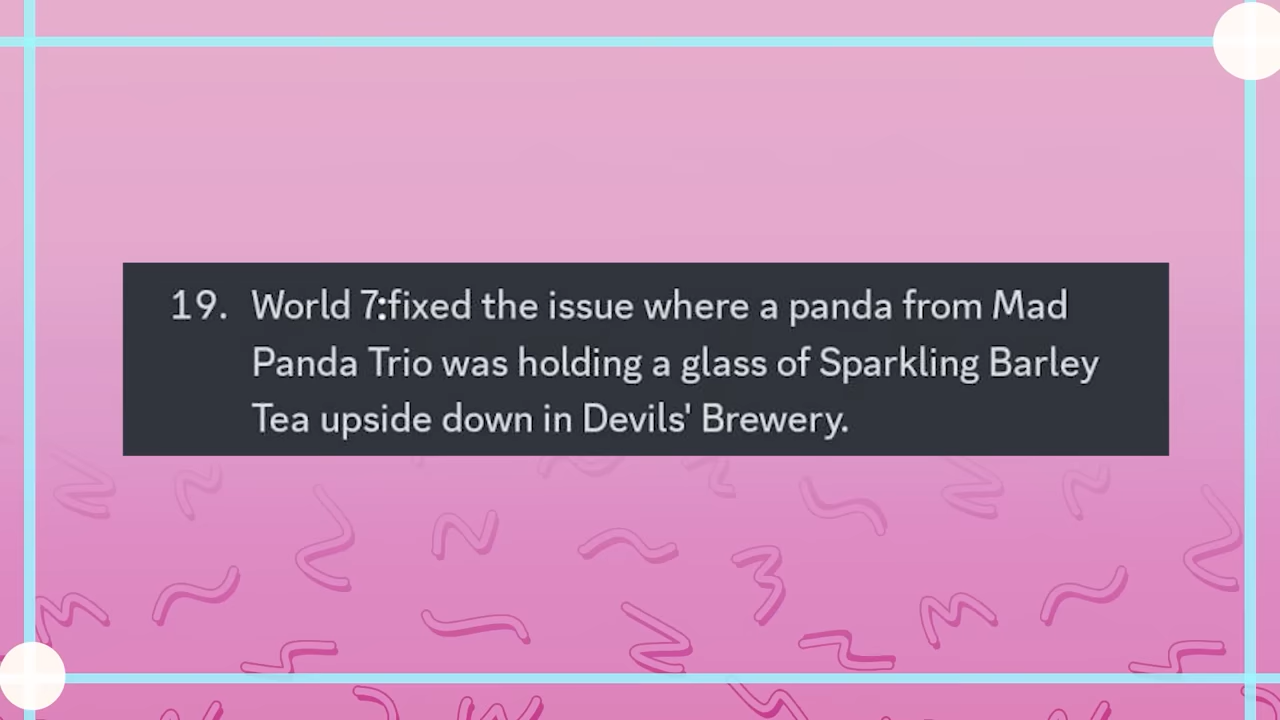 19. World 7:fixed the issue where a panda from Mad
Panda Trio was holding a glass of Sparkling Barley
Tea upside down in Devils' Brewery.